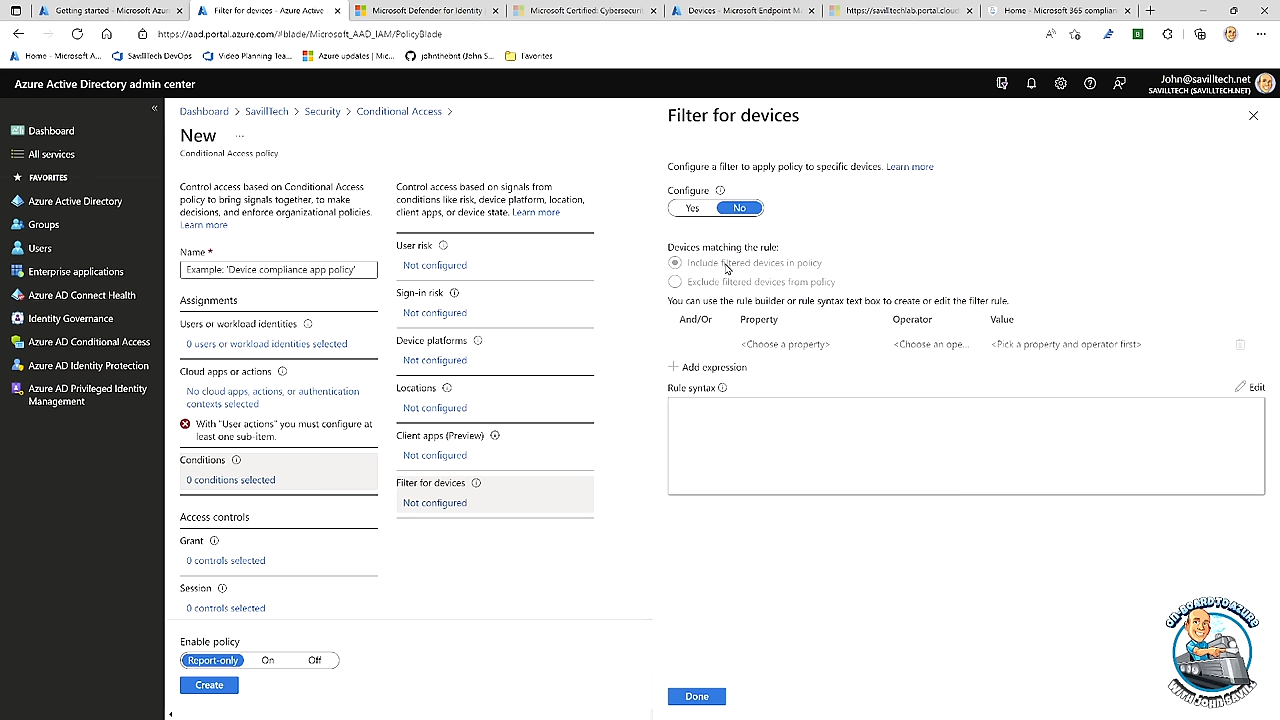 Getting started - Microsoft Azur
Filter for devices - Azure Active
Microsoft Defender for Identity
Microsoft Certified: Cybersecurit
Devices - Microsoft Endpoint M
https://savilltechlab.portal.cloud
Home - Microsoft 365 complian
https://aad.portal.azure.com/#blade/Microsoft_AAD_IAM/PolicyBlade
Home - Microsoft A...
SavillTech DevOps
Video Planning Tea...
Azure updates | Mic...
johnthebrit (John S...
Favorites
Azure Active Directory admin center
John@savilltech.net
SAVILLTECH (SAVILLTECH.NET)
Dashboard
All services
FAVORITES
Azure Active Directory
Groups
Users
Enterprise applications
Azure AD Connect Health
Identity Governance
Azure AD Conditional Access
Azure AD Identity Protection
Azure AD Privileged Identity
Management
Dashboard > SavillTech > Security > Conditional Access >
New ...
Conditional Access policy
Control access based on Conditional Access
policy to bring signals together, to make
decisions, and enforce organizational policies.
Learn more
Name *
Example: 'Device compliance app policy'
Assignments
Users or workload identities
0 users or workload identities selected
Cloud apps or actions
No cloud apps, actions, or authentication
contexts selected
With "User actions" you must configure at
least one sub-item.
Conditions
0 conditions selected
Access controls
Grant
0 controls selected
Session
0 controls selected
Enable policy
Report-only On Off
Create
Control access based on signals from
conditions like risk, device platform, location,
client apps, or device state. Learn more
User risk
Not configured
Sign-in risk
Not configured
Device platforms
Not configured
Locations
Not configured
Client apps (Preview)
Not configured
Filter for devices
Not configured
Filter for devices
Configure a filter to apply policy to specific devices. Learn more
Configure
Yes No
Devices matching the rule:
Include filtered devices in policy
Exclude filtered devices from policy
You can use the rule builder or rule syntax text box to create or edit the filter rule.
And/Or Property Operator Value
<Choose a property> <Choose an ope... <Pick a property and operator first>
Add expression
Rule syntax
Edit
Done
ON-BOARD TO AZURE
WITH JOHN SAVILL